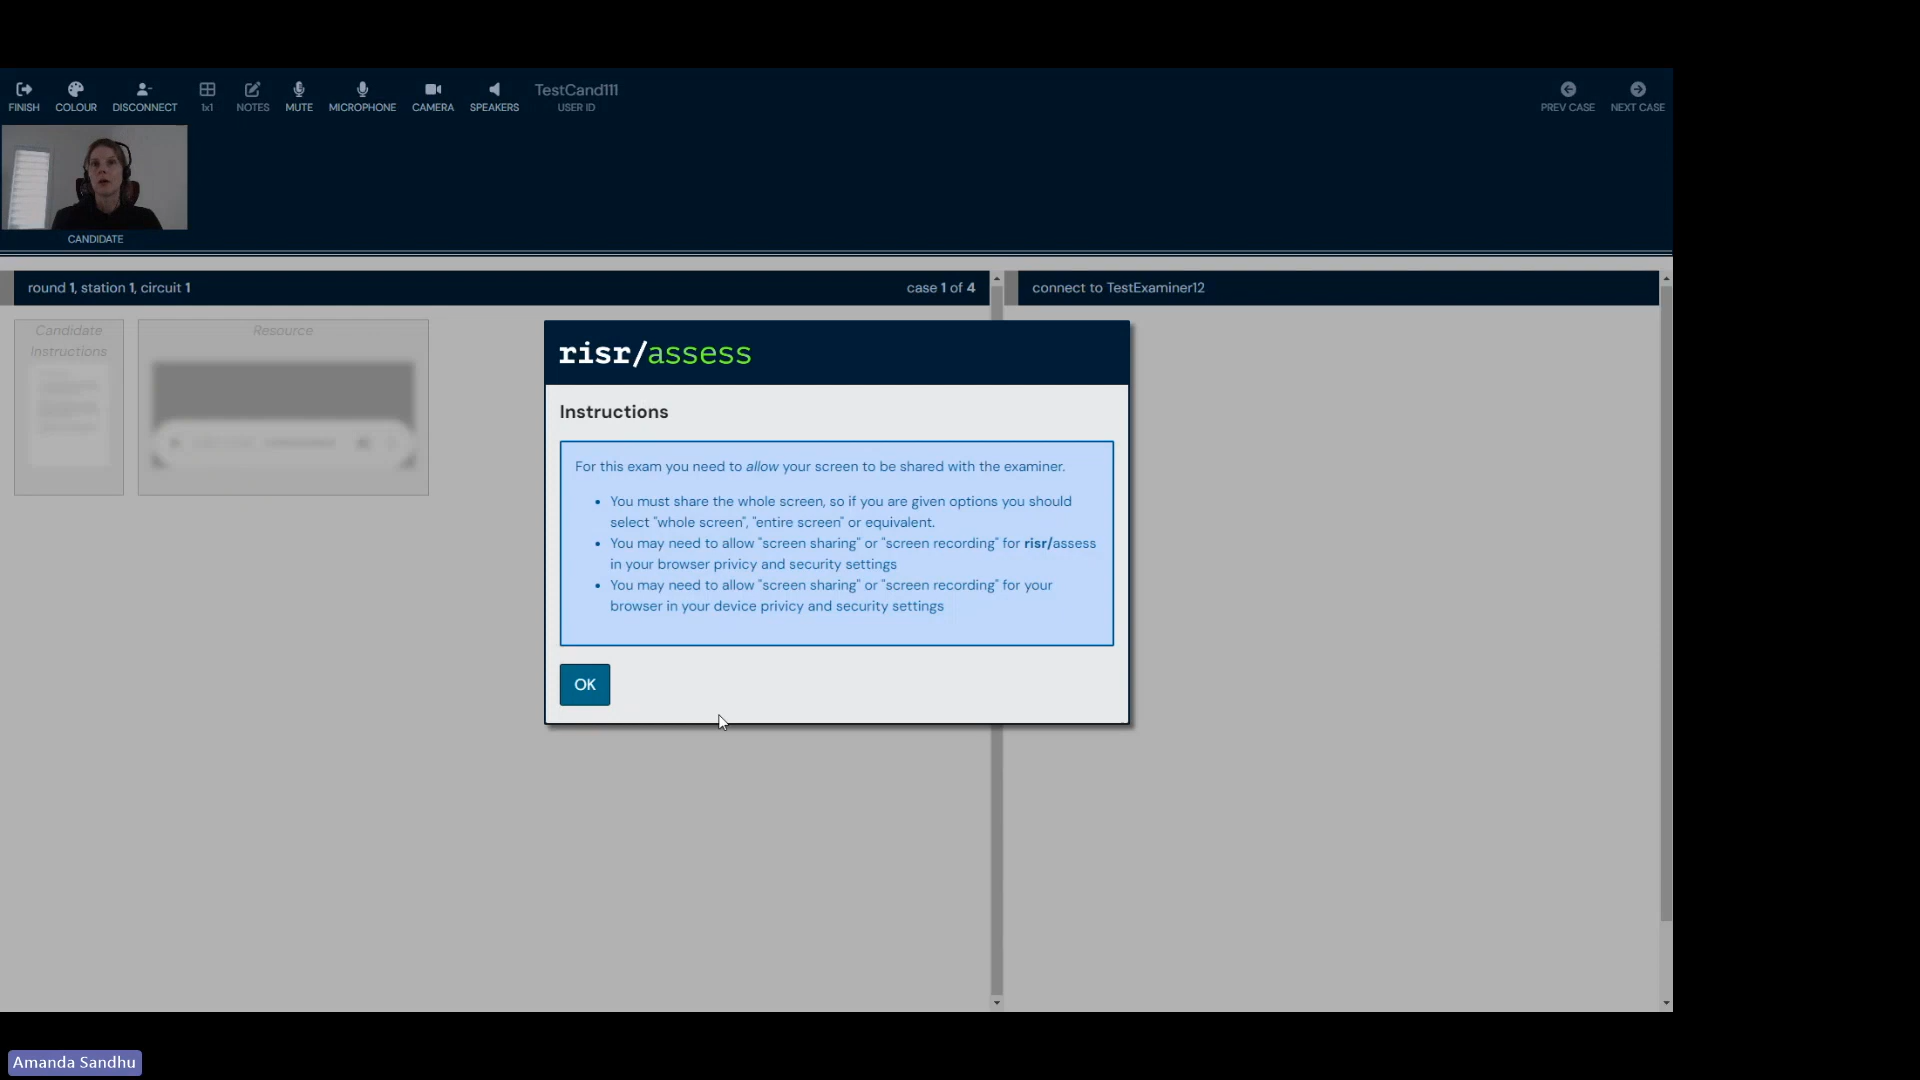 FINISH
COLOUR
DISCONNECT
1x1
NOTES
MUTE
MICROPHONE
CAMERA
SPEAKERS
TestCand111
USER ID
PREV CASE
NEXT CASE
CANDIDATE
round 1, station 1, circuit 1
case 1 of 4
connect to TestExaminer12
Candidate
Instructions
Resource
risr/assess
Instructions
For this exam you need to allow your screen to be shared with the examiner.
• You must share the whole screen, so if you are given options you should
select "whole screen", "entire screen" or equivalent.
• You may need to allow "screen sharing" or "screen recording" for risr/assess
in your browser privacy and security settings
• You may need to allow "screen sharing" or "screen recording" for your
browser in your device privacy and security settings
OK
Amanda Sandhu